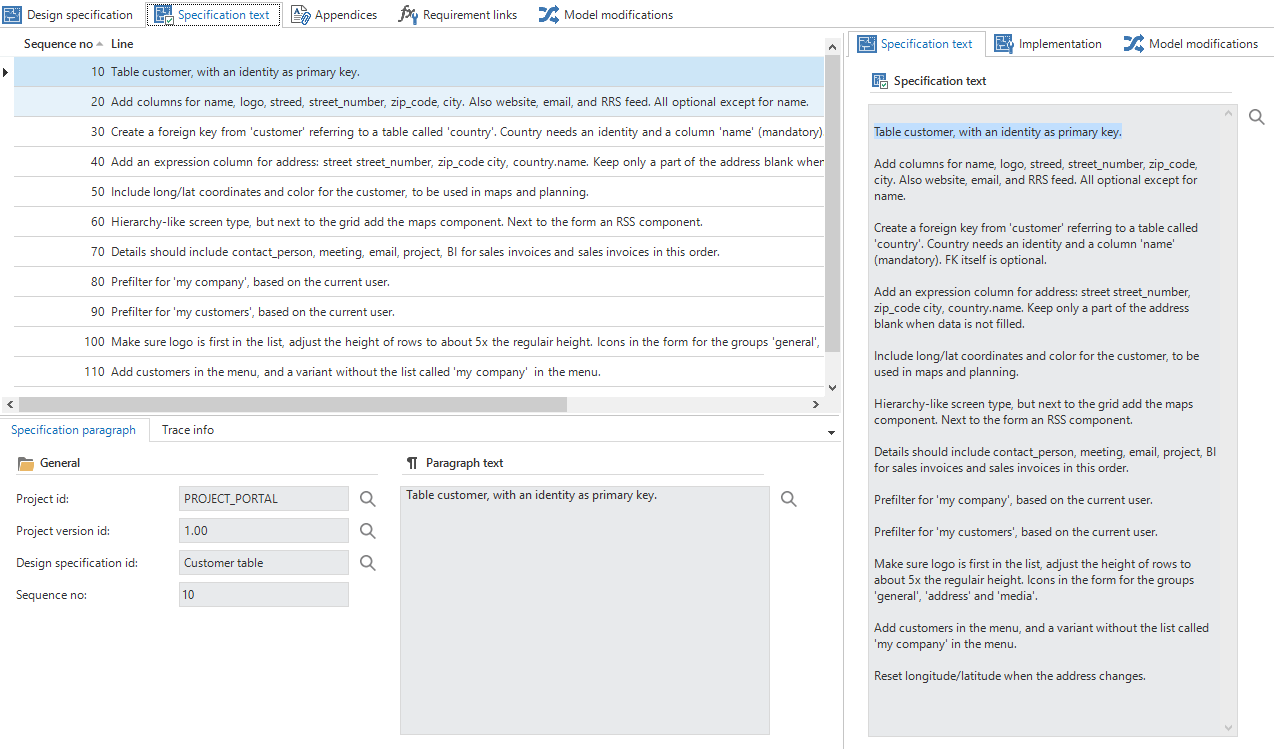 Design specification
Specification text
Appendices
Requirement links
Model modifications
Sequence no Line
10 Table customer, with an identity as primary key.
20 Add columns for name, logo, streed, street_number, zip_code, city. Also website, email, and RRS feed. All optional except for name.
30 Create a foreign key from 'customer' referring to a table called 'country'. Country needs an identity and a column 'name' (mandatory).
40 Add an expression column for address: street street_number, zip_code city, country.name. Keep only a part of the address blank when
50 Include long/lat coordinates and color for the customer, to be used in maps and planning.
60 Hierarchy-like screen type, but next to the grid add the maps component. Next to the form an RSS component.
70 Details should include contact_person, meeting, email, project, BI for sales invoices and sales invoices in this order.
80 Prefilter for 'my company', based on the current user.
90 Prefilter for 'my customers', based on the current user.
100 Make sure logo is first in the list, adjust the height of rows to about 5x the regulair height. Icons in the form for the groups 'general',
110 Add customers in the menu, and a variant without the list called 'my company'  in the menu.
Specification paragraph
Trace info
General
Project id: PROJECT_PORTAL
Project version id: 1.00
Design specification id: Customer table
Sequence no: 10
Paragraph text
Table customer, with an identity as primary key.
Specification text
Implementation
Model modifications
Specification text
Table customer, with an identity as primary key.
Add columns for name, logo, streed, street_number, zip_code,
city. Also website, email, and RRS feed. All optional except for
name.
Create a foreign key from 'customer' referring to a table called
'country'. Country needs an identity and a column 'name'
(mandatory). FK itself is optional.
Add an expression column for address: street street_number,
zip_code city, country.name. Keep only a part of the address
blank when data is not filled.
Include long/lat coordinates and color for the customer, to be
used in maps and planning.
Hierarchy-like screen type, but next to the grid add the maps
component. Next to the form an RSS component.
Details should include contact_person, meeting, email, project, BI
for sales invoices and sales invoices in this order.
Prefilter for 'my company', based on the current user.
Prefilter for 'my customers', based on the current user.
Make sure logo is first in the list, adjust the height of rows to
about 5x the regulair height. Icons in the form for the groups
'general', 'address' and 'media'.
Add customers in the menu, and a variant without the list called
'my company' in the menu.
Reset longitude/latitude when the address changes.